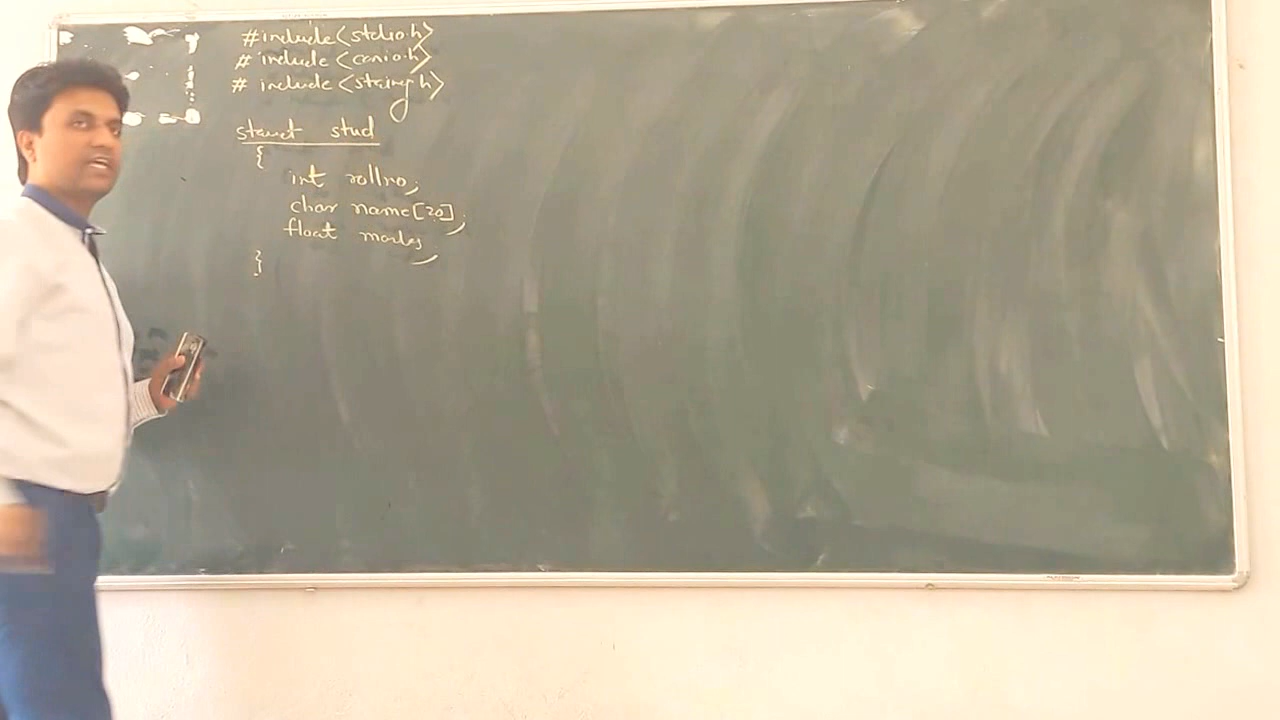 #include<stdio.h>
# include<conio.h>
# include<string.h>
struct stud
{
int rollno;
char name[20];
float marks;
}